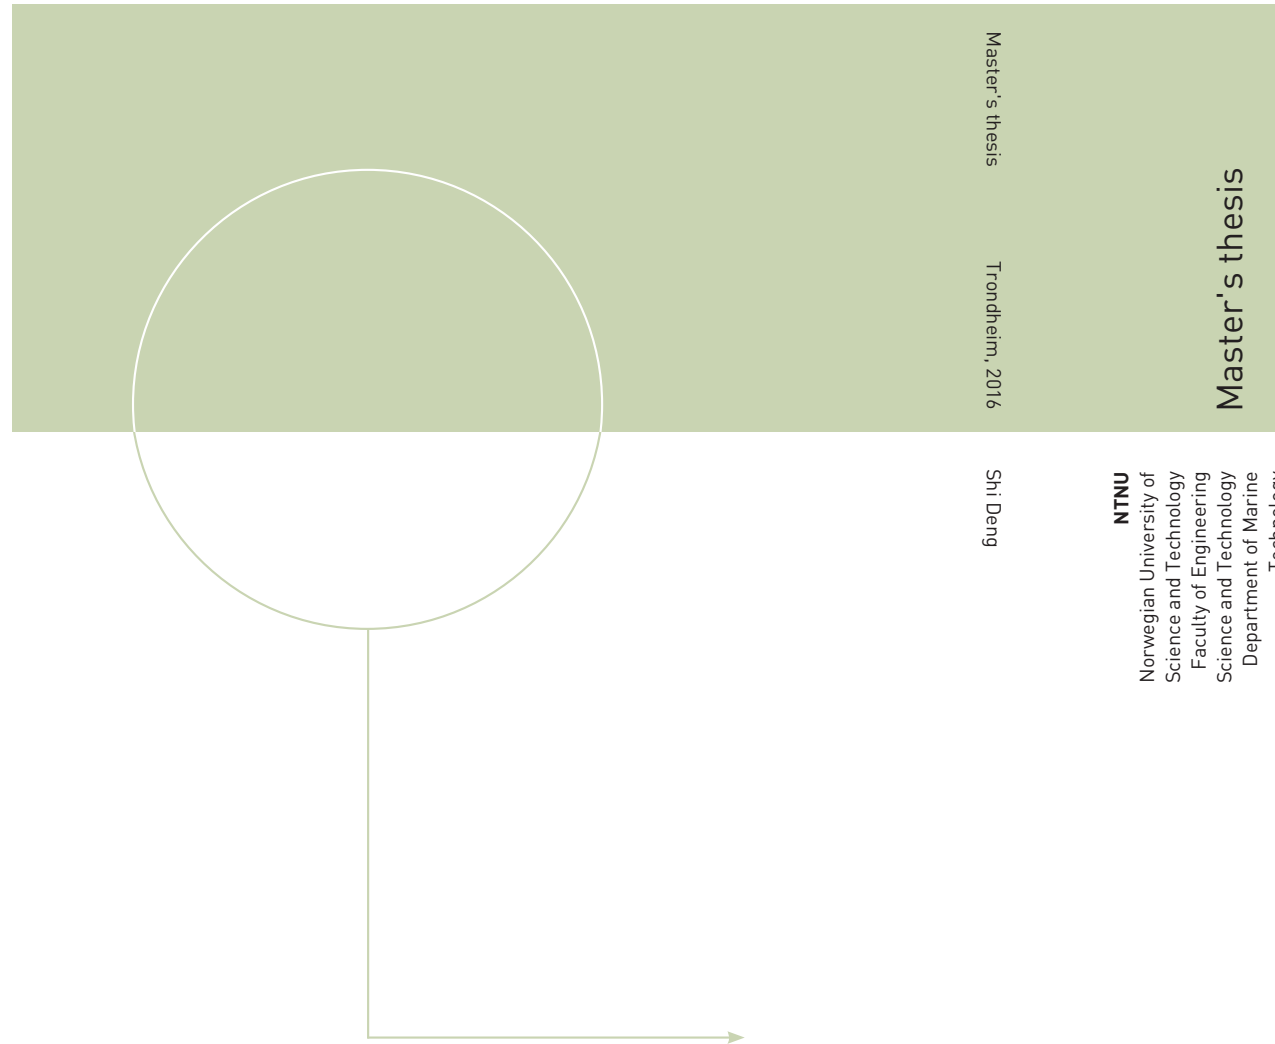 Master's thesis
Trondheim, 2016
Shi Deng
Master's thesis
NTNU
Norwegian University of
Science and Technology
Faculty of Engineering
Science and Technology
Department of Marine
Technology